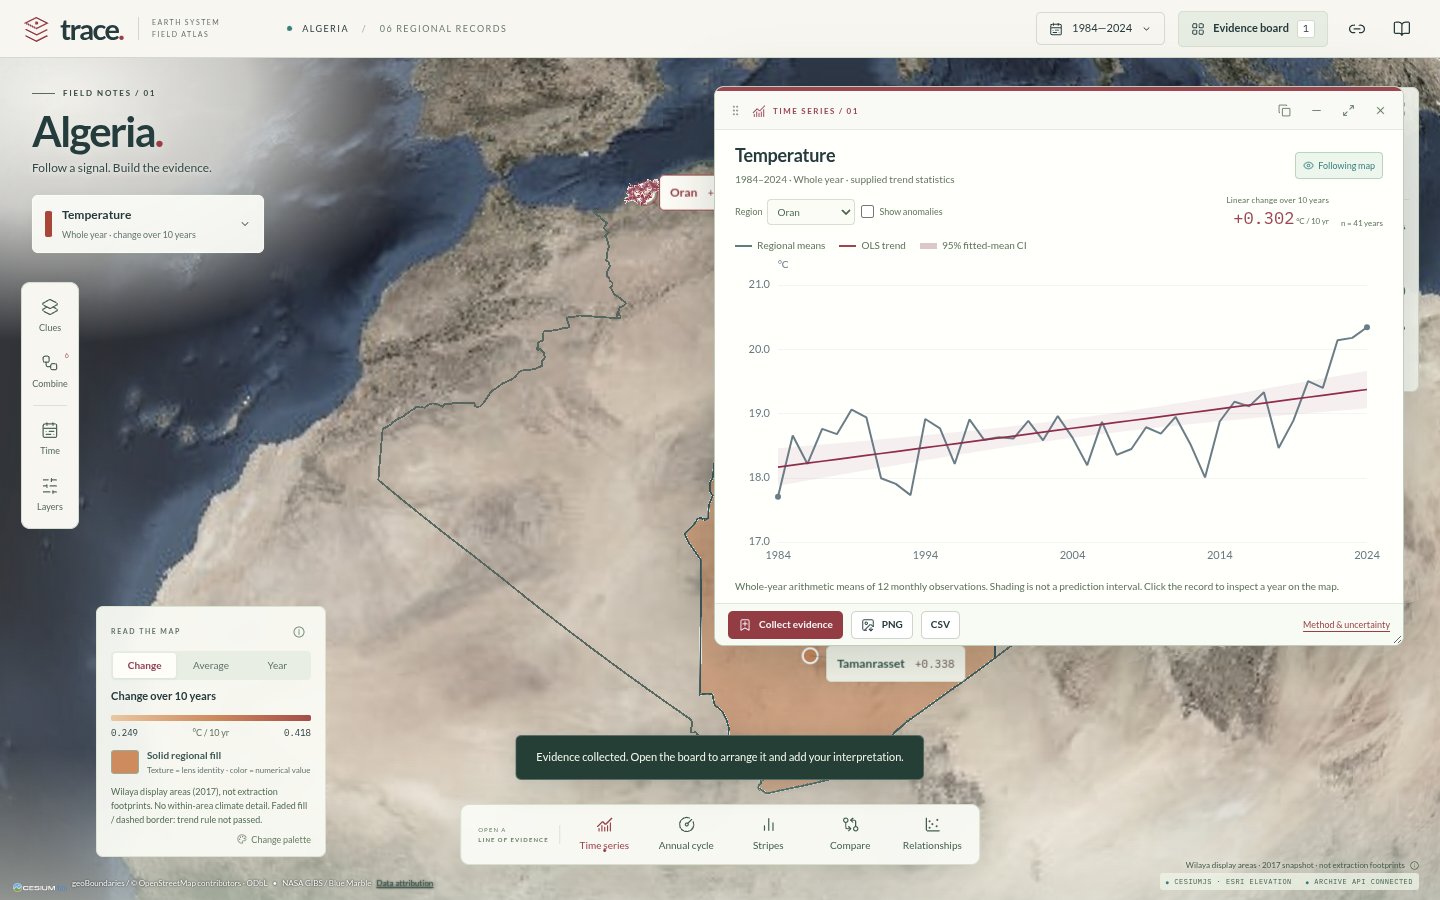 trace.
EARTH SYSTEM
FIELD ATLAS
ALGERIA / 06 REGIONAL RECORDS
1984—2024
Evidence board 1
FIELD NOTES / 01
Algeria.
Follow a signal. Build the evidence.
Temperature
Whole year · change over 10 years
Clues
Combine
6
Time
Layers
Oran +
TIME SERIES / 01
Temperature
1984–2024 · Whole year · supplied trend statistics
Following map
Region Oran Show anomalies
Linear change over 10 years
+0.302 °C / 10 yr n = 41 years
Regional means OLS trend 95% fitted-mean CI
°C
21.0
20.0
19.0
18.0
17.0
1984 1994 2004 2014 2024
Whole-year arithmetic means of 12 monthly observations. Shading is not a prediction interval. Click the record to inspect a year on the map.
Collect evidence PNG CSV Method & uncertainty
Tamanrasset +0.338
READ THE MAP
Change Average Year
Change over 10 years
0.249 °C / 10 yr 0.418
Solid regional fill
Texture = lens identity · color = numerical value
Wilaya display areas (2017), not extraction
footprints. No within-area climate detail. Faded fill
/ dashed border: trend rule not passed.
Change palette
Evidence collected. Open the board to arrange it and add your interpretation.
OPEN A
LINE OF EVIDENCE
Time series Annual cycle Stripes Compare Relationships
CESIUM
geoBoundaries / © OpenStreetMap contributors · ODbL • NASA GIBS / Blue Marble Data attribution
Wilaya display areas · 2017 snapshot · not extraction footprints
CESIUMJS · ESRI ELEVATION ARCHIVE API CONNECTED